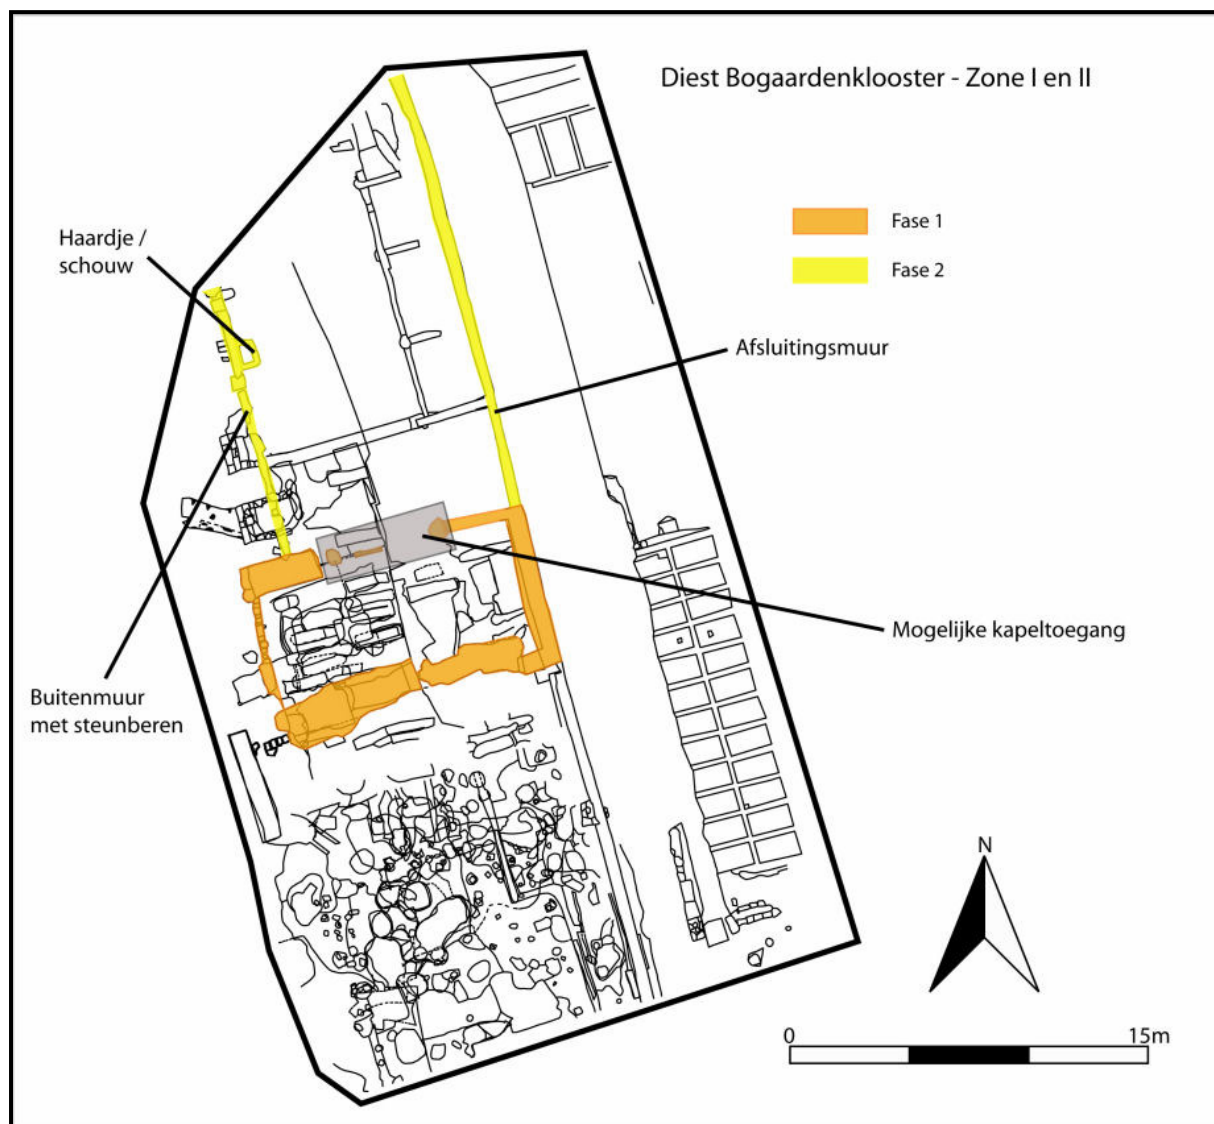 Diest Bogaardenklooster - Zone I en II
Fase 1
Fase 2
Haardje /
schouw
Afsluitingsmuur
Mogelijke kapeltoegang
Buitenmuur
met steunberen
N
0 15m